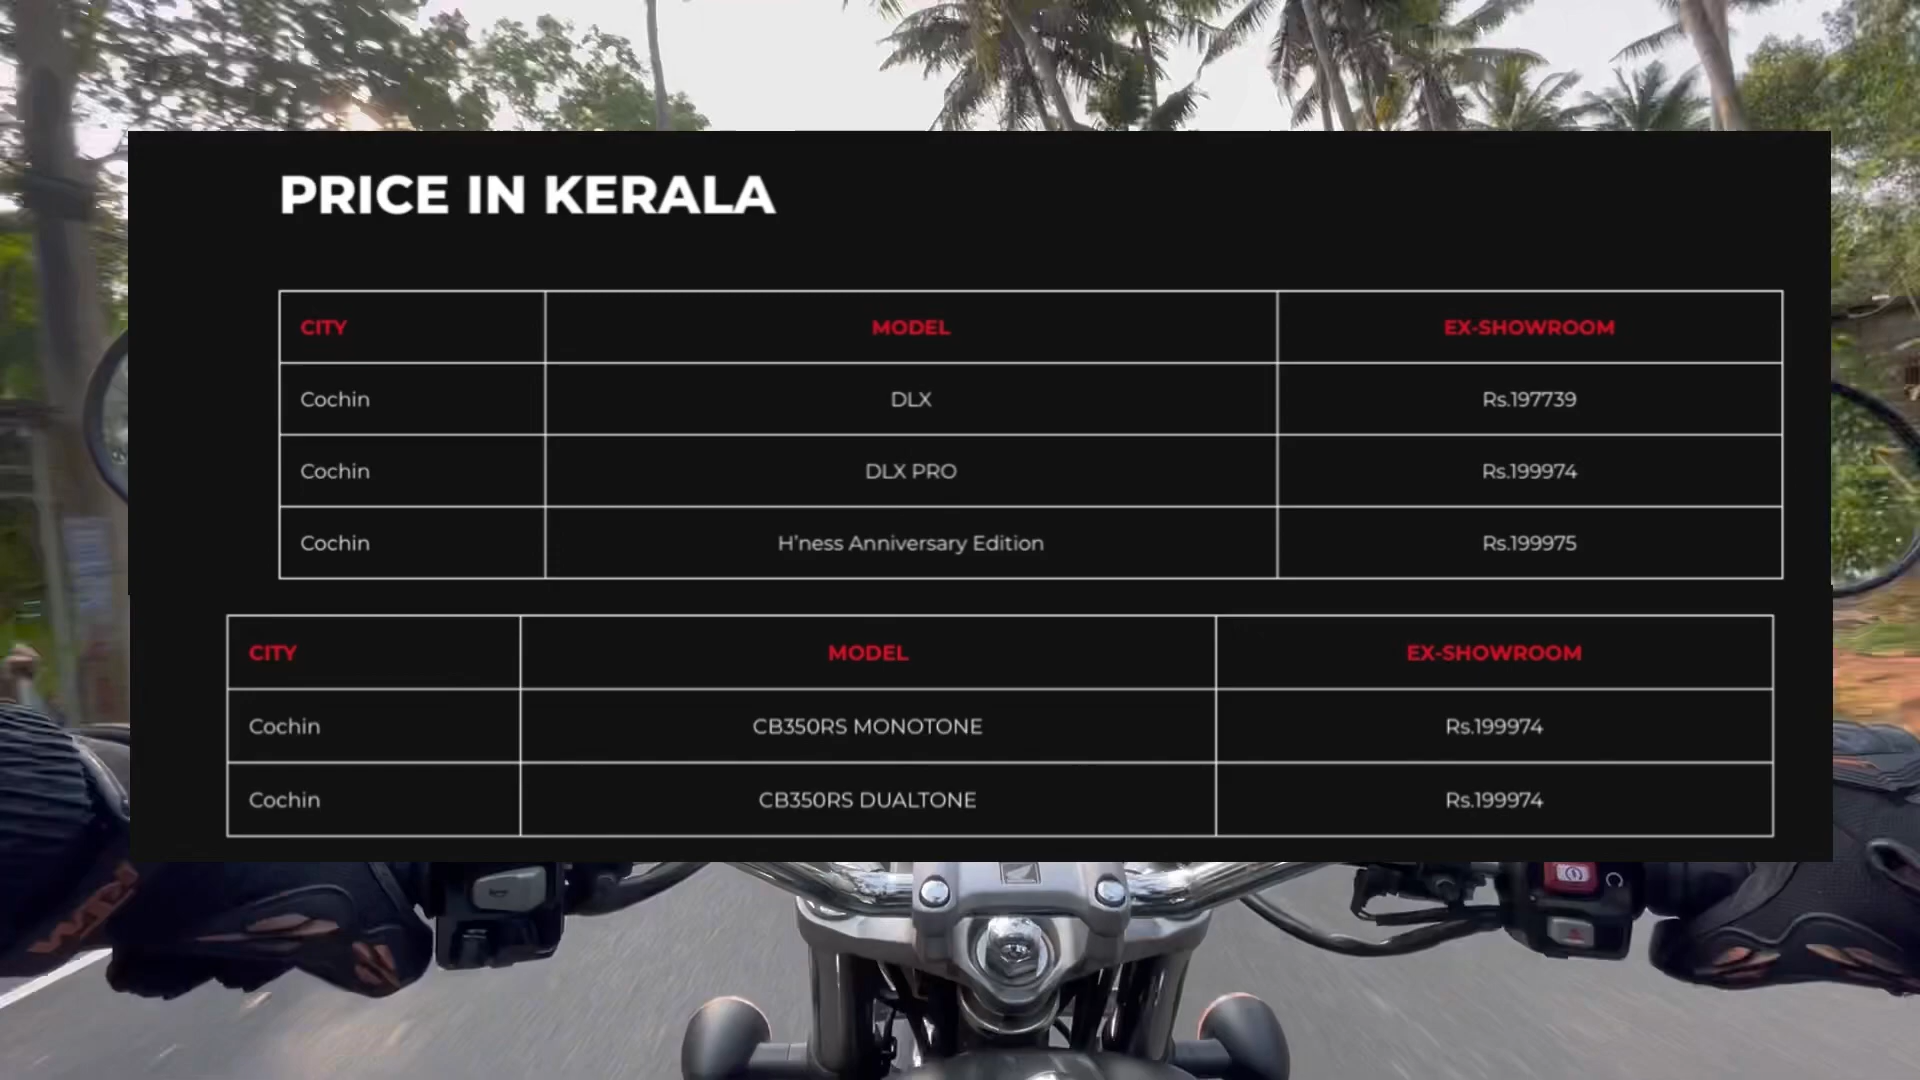 PRICE IN KERALA
CITY MODEL EX-SHOWROOM
Cochin DLX Rs.197739
Cochin DLX PRO Rs.199974
Cochin H'ness Anniversary Edition Rs.199975
CITY MODEL EX-SHOWROOM
Cochin CB350RS MONOTONE Rs.199974
Cochin CB350RS DUALTONE Rs.199974